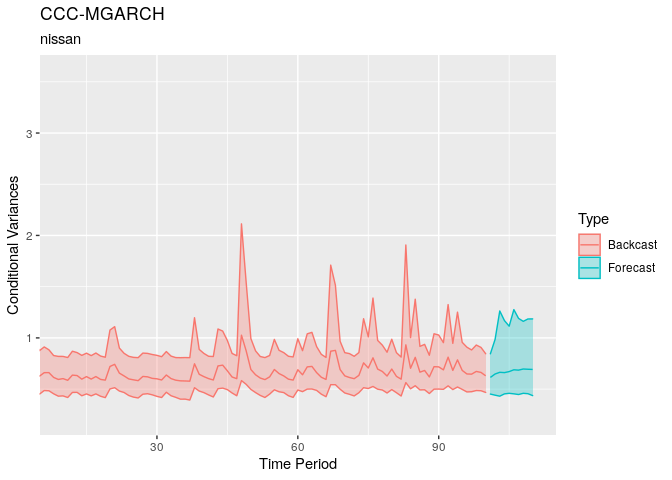 CCC-MGARCH
nissan
3
2
1
Conditional Variances
30
60
90
Time Period
Type
Backcast
Forecast